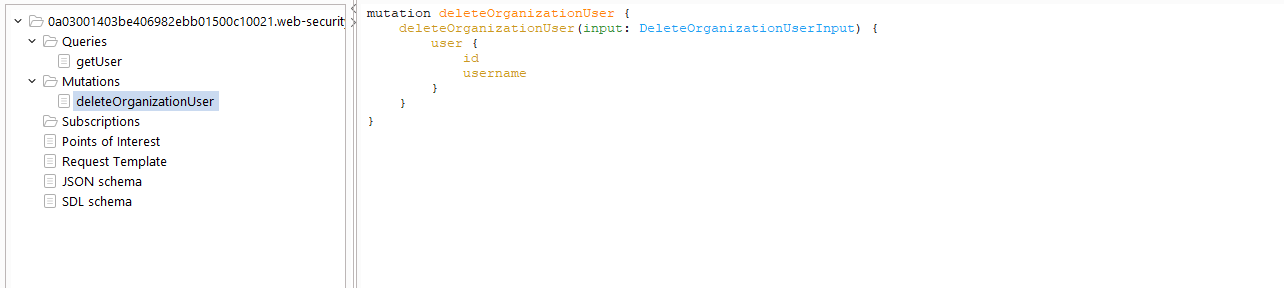 0a03001403be406982ebb01500c10021.web-security
Queries
getUser
Mutations
deleteOrganizationUser
Subscriptions
Points of Interest
Request Template
JSON schema
SDL schema
mutation deleteOrganizationUser {
deleteOrganizationUser(input: DeleteOrganizationUserInput) {
user {
id
username
}
}
}